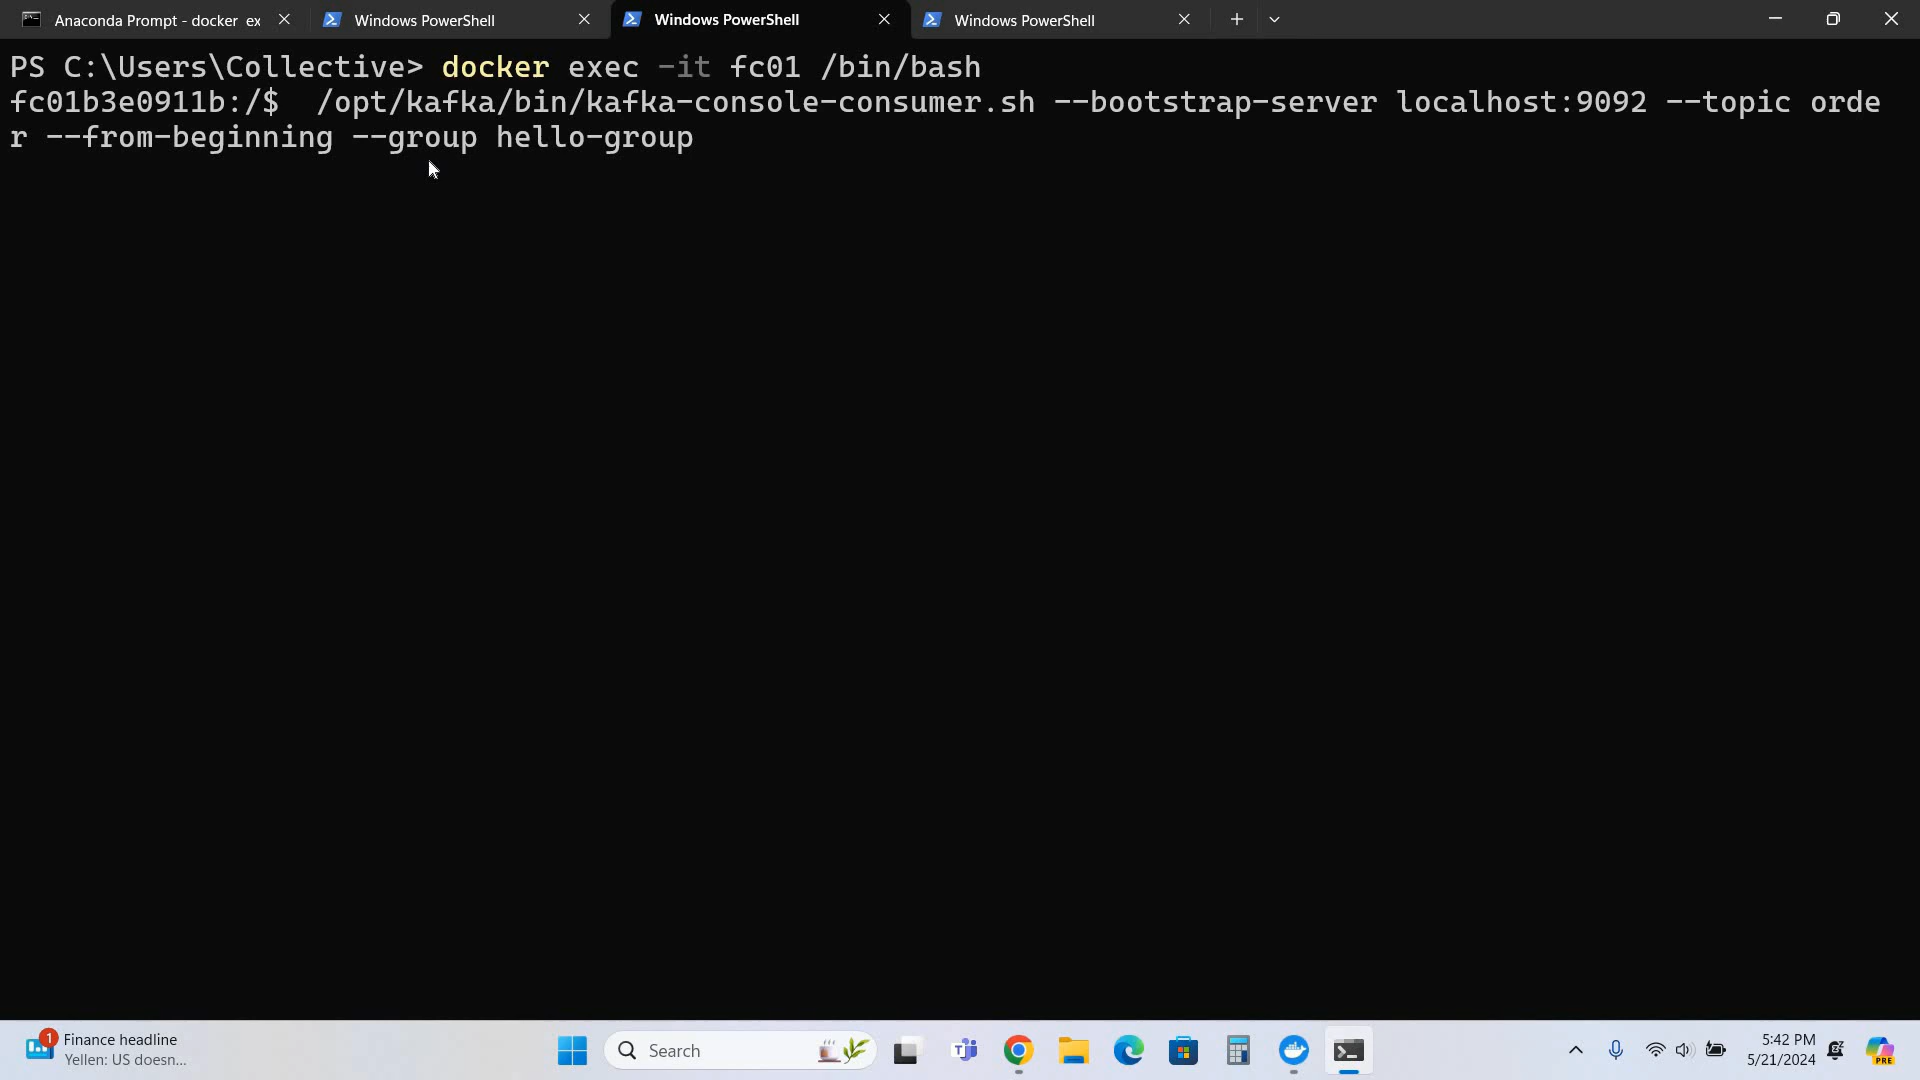 Anaconda Prompt - docker ex
Windows PowerShell
Windows PowerShell
Windows PowerShell
PS C:\Users\Collective> docker exec -it fc01 /bin/bash
fc01b3e0911b:/$  /opt/kafka/bin/kafka-console-consumer.sh --bootstrap-server localhost:9092 --topic orde
r --from-beginning --group hello-group
1
Finance headline
Yellen: US doesn...
Search
5:42 PM
5/21/2024
PRE